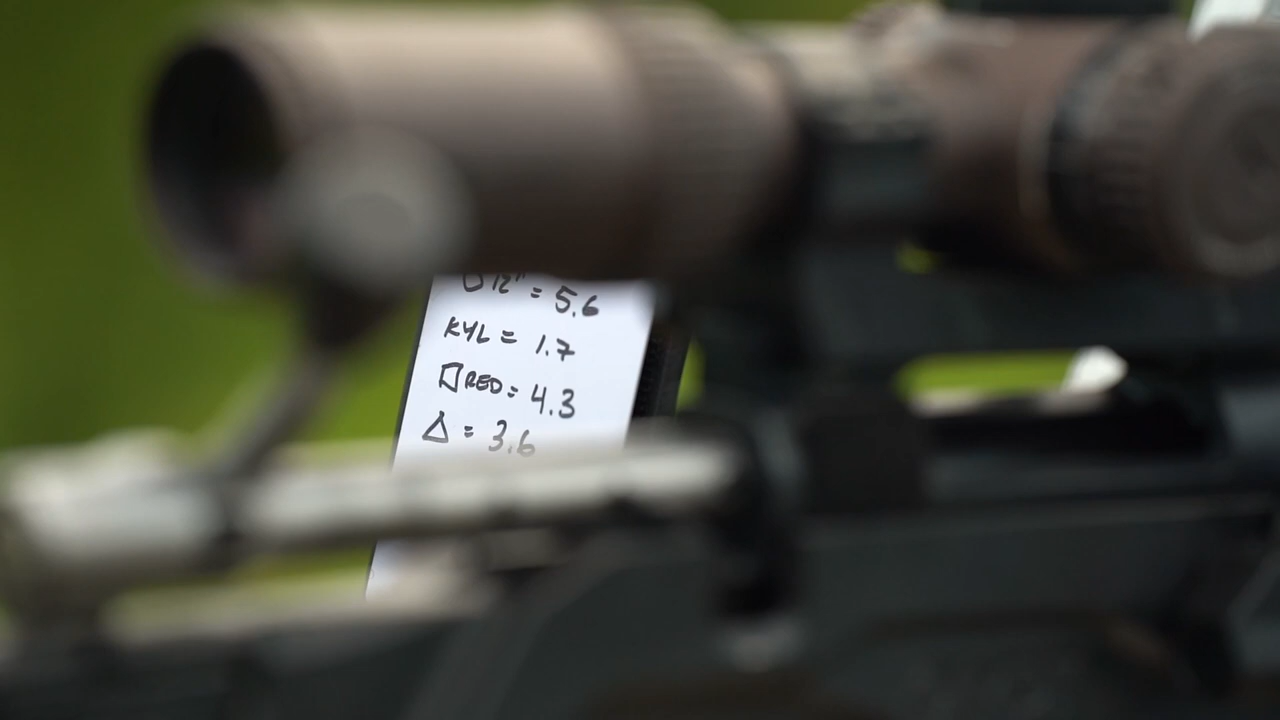 12" = 5.6
KYL = 1.7
□ RED = 4.3
△ = 3.6